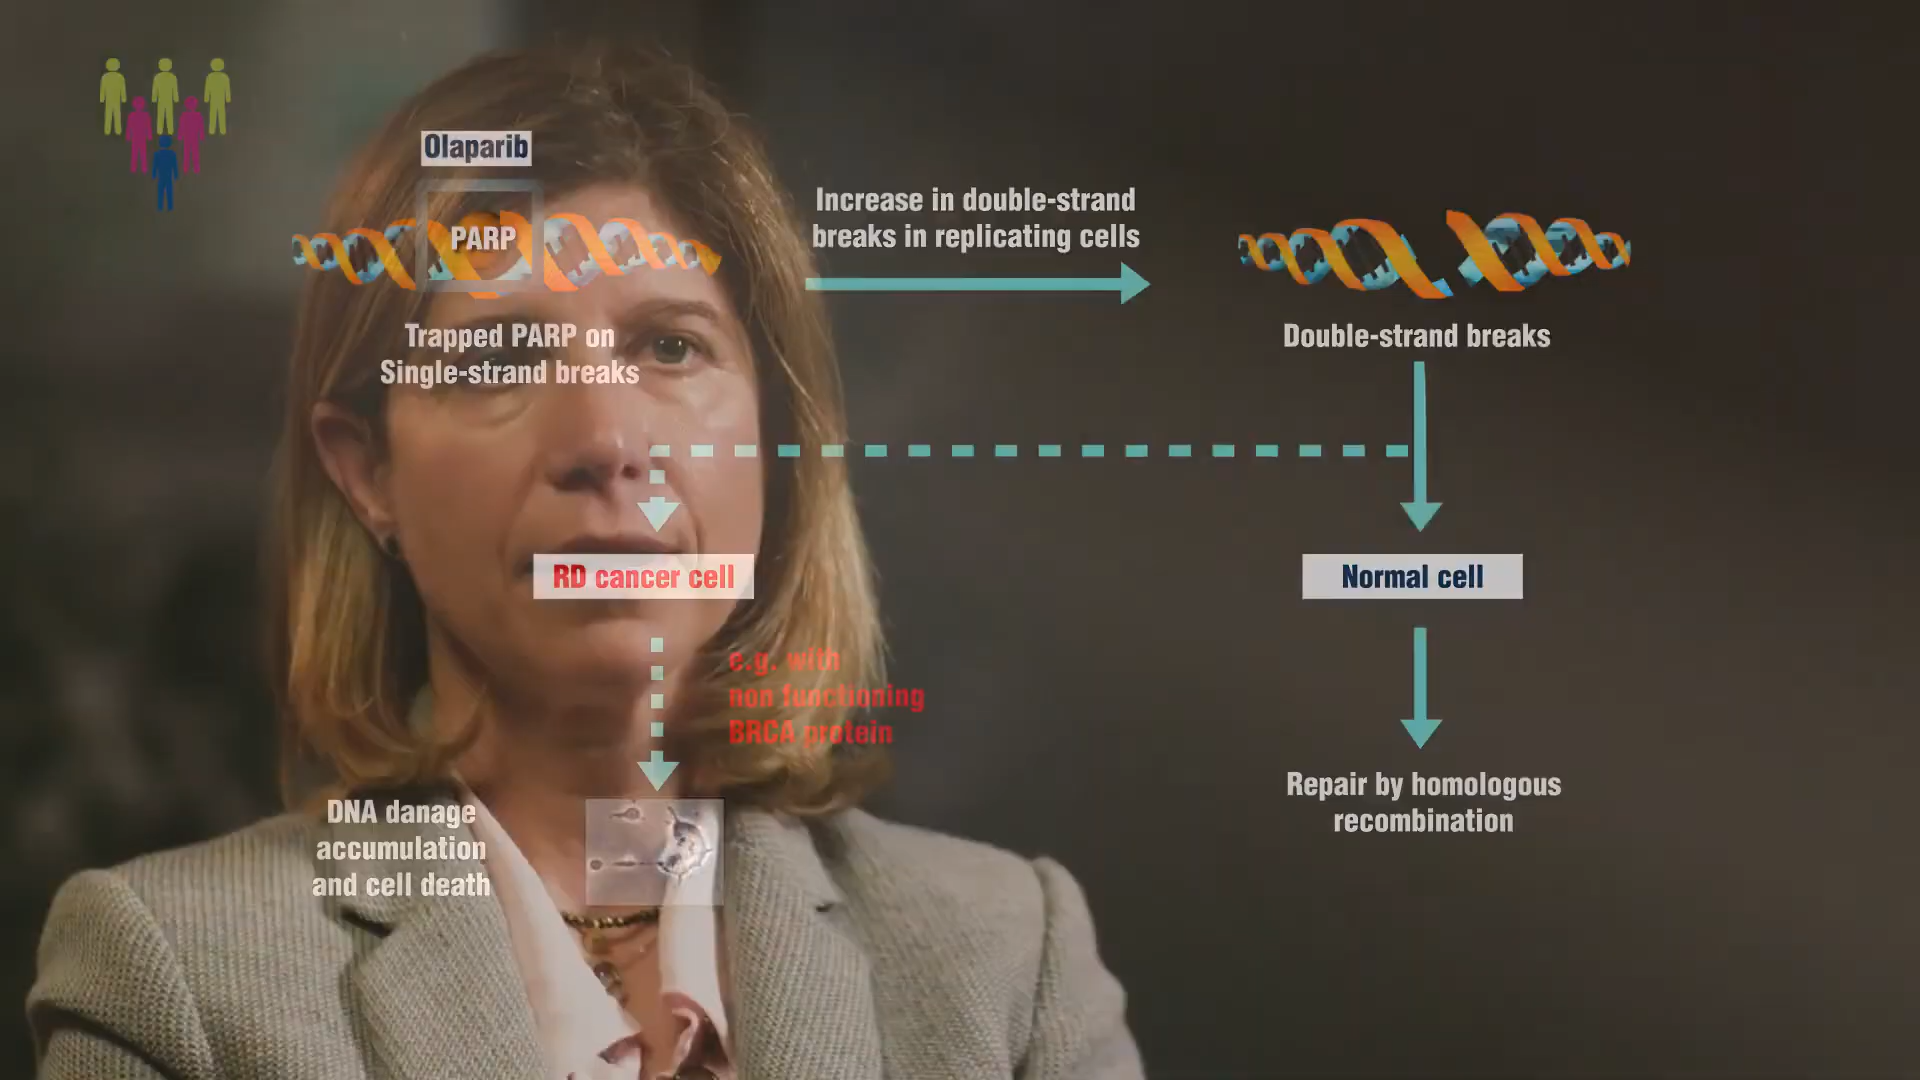 Olaparib
PARP
Trapped PARP on
Single-strand breaks
Increase in double-strand
breaks in replicating cells
Double-strand breaks
RD cancer cell
Normal cell
e.g. with
non functioning
BRCA protein
DNA danage
accumulation
and cell death
Repair by homologous
recombination